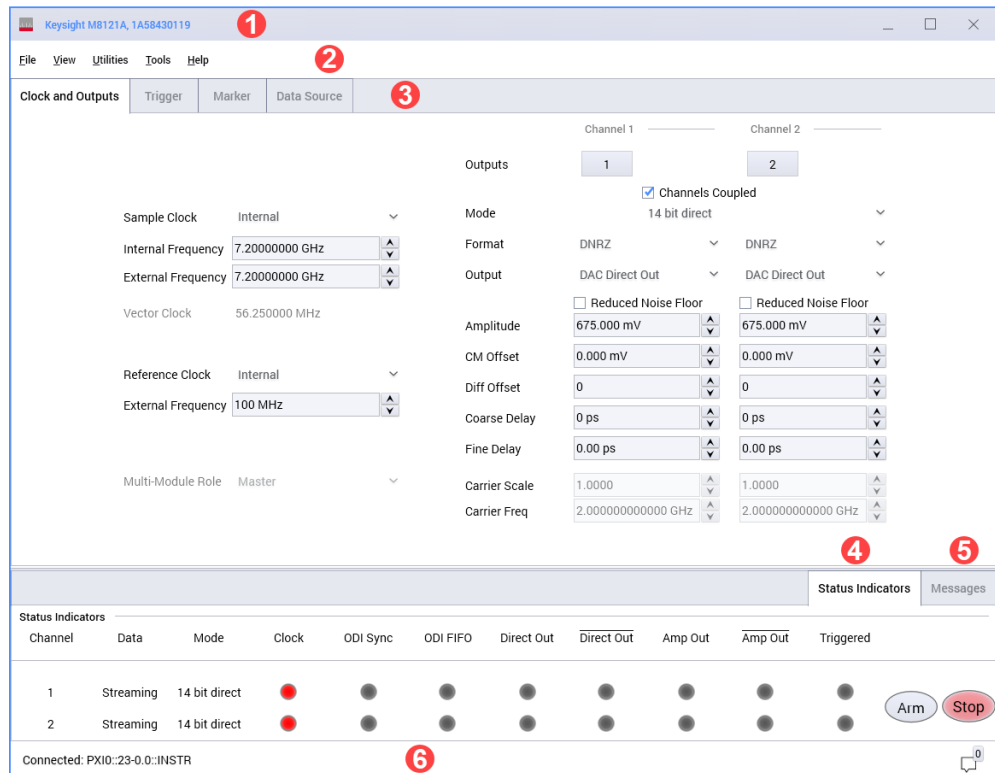 Keysight M8121A, 1A58430119 1
File View Utilities Tools Help 2
Clock and Outputs Trigger Marker Data Source 3
Channel 1 Channel 2
Outputs 1 2
Channels Coupled
Sample Clock Internal
Mode 14 bit direct
Internal Frequency 7.20000000 GHz
Format DNRZ DNRZ
External Frequency 7.20000000 GHz
Output DAC Direct Out DAC Direct Out
Reduced Noise Floor Reduced Noise Floor
Vector Clock 56.250000 MHz
Amplitude 675.000 mV 675.000 mV
CM Offset 0.000 mV 0.000 mV
Reference Clock Internal
Diff Offset 0 0
External Frequency 100 MHz
Coarse Delay 0 ps 0 ps
Fine Delay 0.00 ps 0.00 ps
Multi-Module Role Master
Carrier Scale 1.0000 1.0000
Carrier Freq 2.000000000000 GHz 2.000000000000 GHz
4 5
Status Indicators Messages
Status Indicators
Channel Data Mode Clock ODI Sync ODI FIFO Direct Out Direct Out Amp Out Amp Out Triggered
1 Streaming 14 bit direct
2 Streaming 14 bit direct
Arm Stop
Connected: PXI0::23-0.0::INSTR 6 0